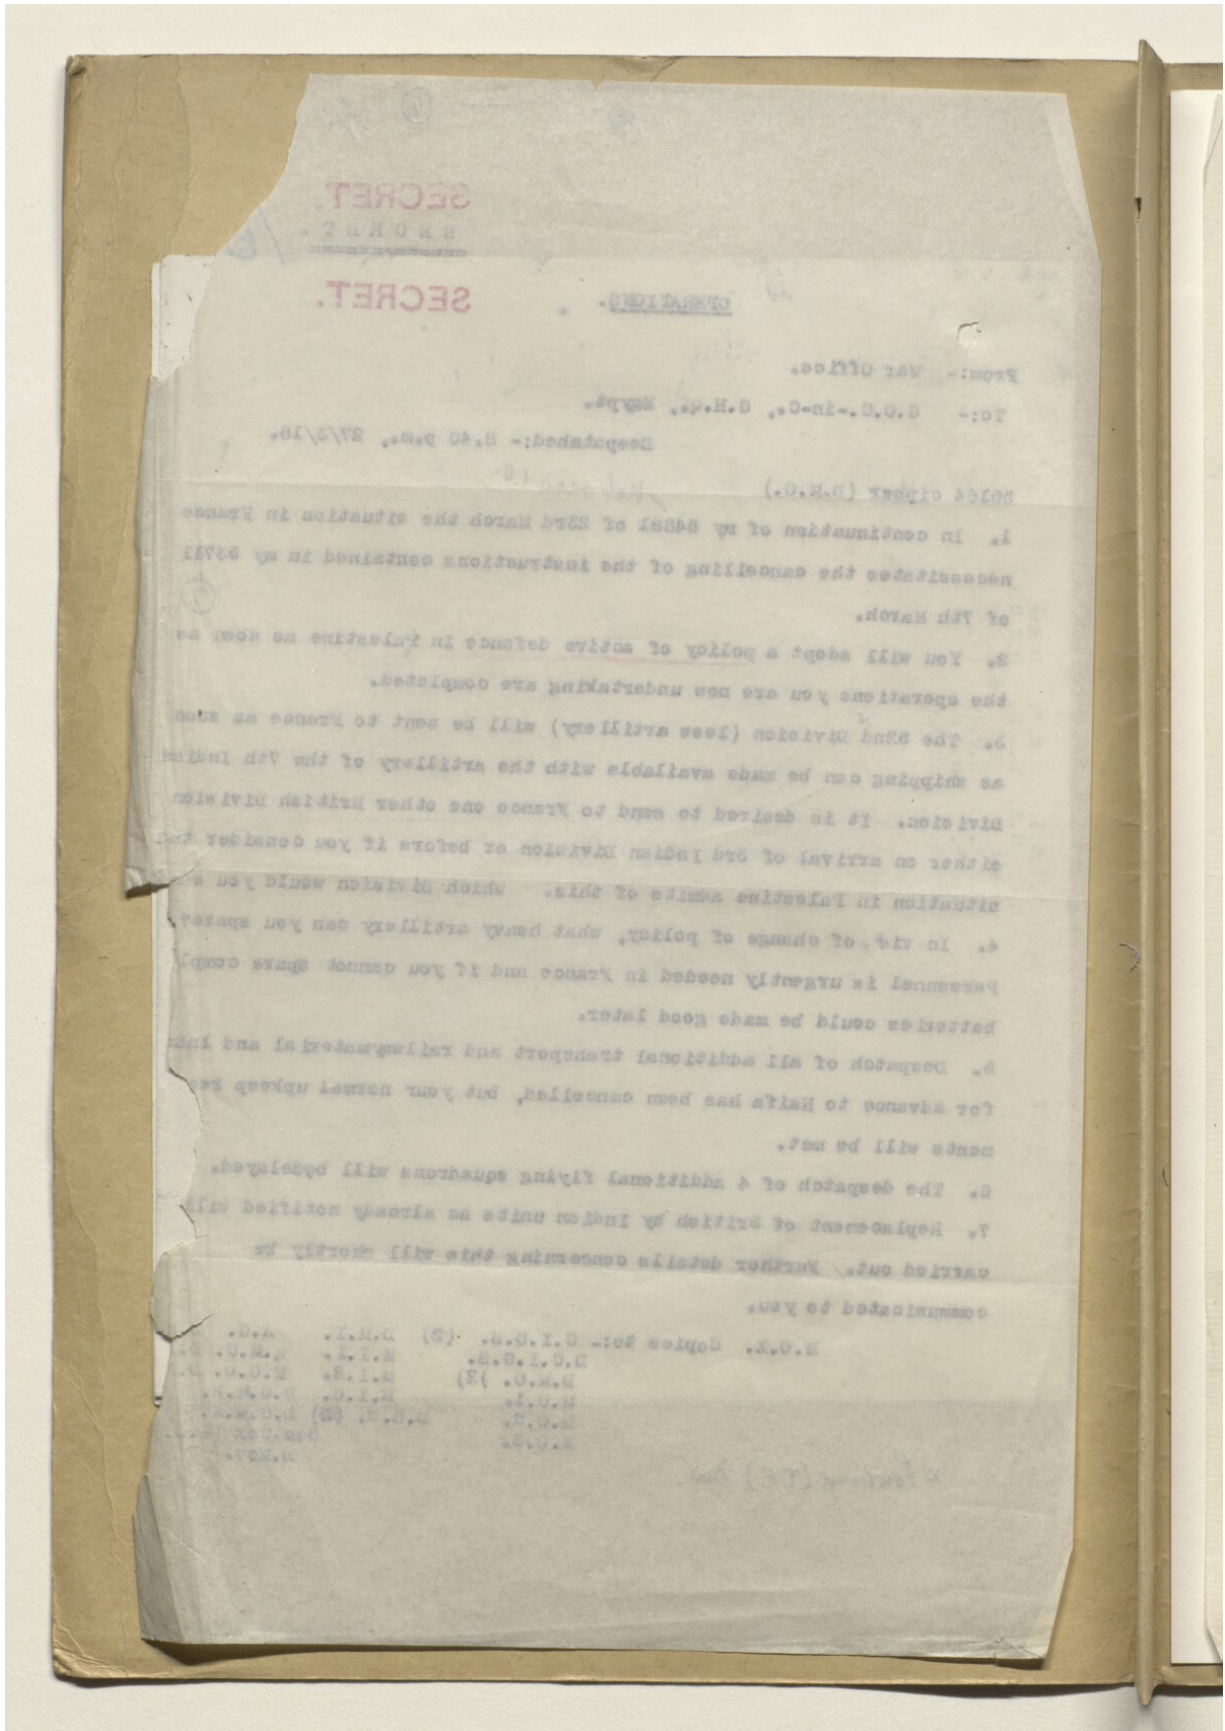 SECRET.
SECRET.
OPERATIONS.
From:- War Office.
To:- G.O.C.-in-C., G.H.Q., Egypt.
Despatched:- 8.40 p.m., 27/3/18.
cipher (D.M.O.)
1. In continuation of my 54881 of 23rd March the situation in France
necessitates the cancelling of the instructions contained in my 53711
of 7th March.
2. You will adopt a policy of active defence in Palestine as soon as
the operations you are now undertaking are completed.
3. The 52nd Division (less artillery) will be sent to France as soon
as shipping can be made available with the artillery of the 7th Indian
Division. It is desired to send to France one other British Division
either on arrival of 3rd Indian Division or before if you consider the
situation in Palestine admits of this. Which Division would you
4. In view of change of policy, what heavy artillery can you spare?
Personnel is urgently needed in France and if you cannot spare compl
batteries could be made good later.
5. Despatch of all additional transport and railwaymaterial and
for advance to Haifa has been cancelled, but your normal upkeep
ments will be met.
6. The despatch of 4 additional flying squadrons will bedelayed.
7. Replacement of British by Indian units as already notified will
carried out. Further details concerning this will shortly be
communicated to you.
Copies to:- C.I.G.S. (2) D.M.I. A.G.
D.C.I.G.S. M.I.1. Q.M.G.
D.M.O. (2) M.I.2. M.G.O.
M.O.1.
M.O.2.